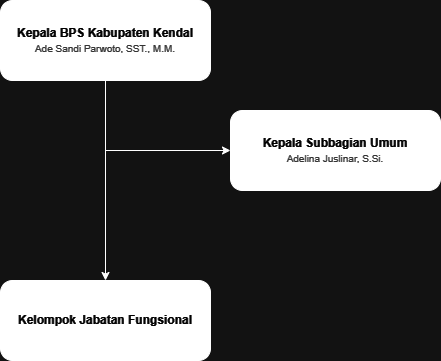 Kepala BPS Kabupaten Kendal
Ade Sandi Parwoto, SST., M.M.
Kepala Subbagian Umum
Adelina Juslinar, S.Si.
Kelompok Jabatan Fungsional